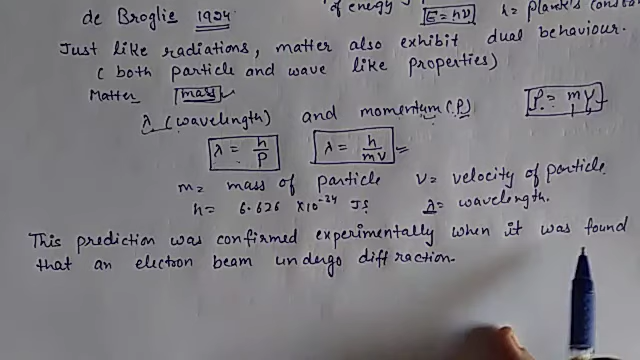 of energy
E = hν h = plank's const
de Broglie 1924
Just like radiations, matter also exhibit dual behaviour.
( both particle and wave like properties)
Matter mass
λ (wavelength) and momentum (P) P = mv
λ = h/P λ = h/mv =
m = mass of particle v = velocity of particle
h = 6.626 ×10⁻³⁴ JS λ = wavelength.
This prediction was confirmed experimentally when it was found
that an electron beam undergo diffraction.